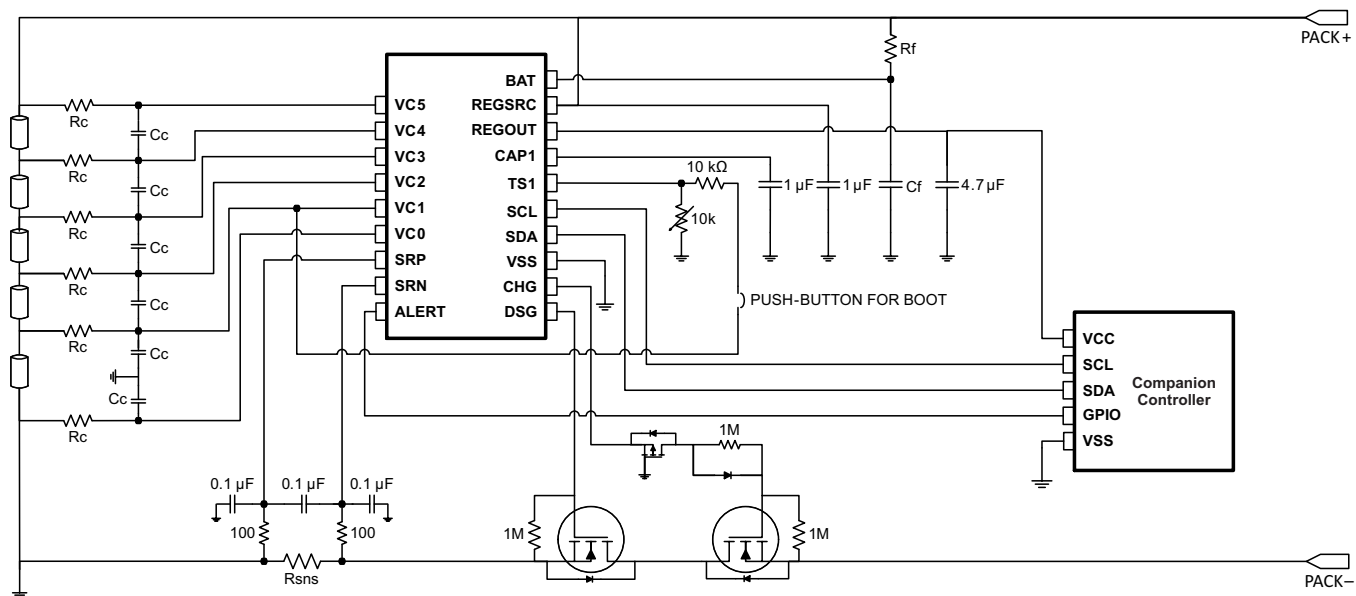 PACK+
Rf
BAT
VC5
REGSRC
Rc
Cc
VC4
REGOUT
Rc
VC3
CAP1
10 kΩ
Cc
VC2
TS1
1 µF
1 µF
Cf
4.7 µF
Rc
VC1
SCL
10k
Cc
VC0
SDA
Rc
SRP
VSS
Cc
SRN
CHG
PUSH-BUTTON FOR BOOT
ALERT
DSG
Rc
Cc
VCC
SCL
Cc
SDA
Companion
Controller
GPIO
Rc
1M
VSS
0.1 µF
0.1 µF
0.1 µF
100
100
1M
1M
Rsns
PACK–